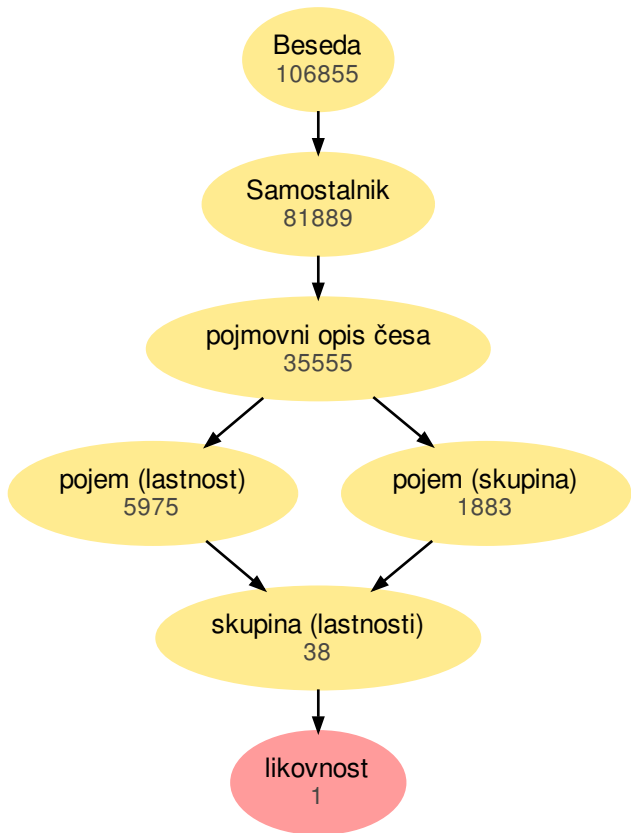 Beseda
106855
Samostalnik
81889
pojmovni opis česa
35555
pojem (lastnost)
5975
pojem (skupina)
1883
skupina (lastnosti)
38
likovnost
1